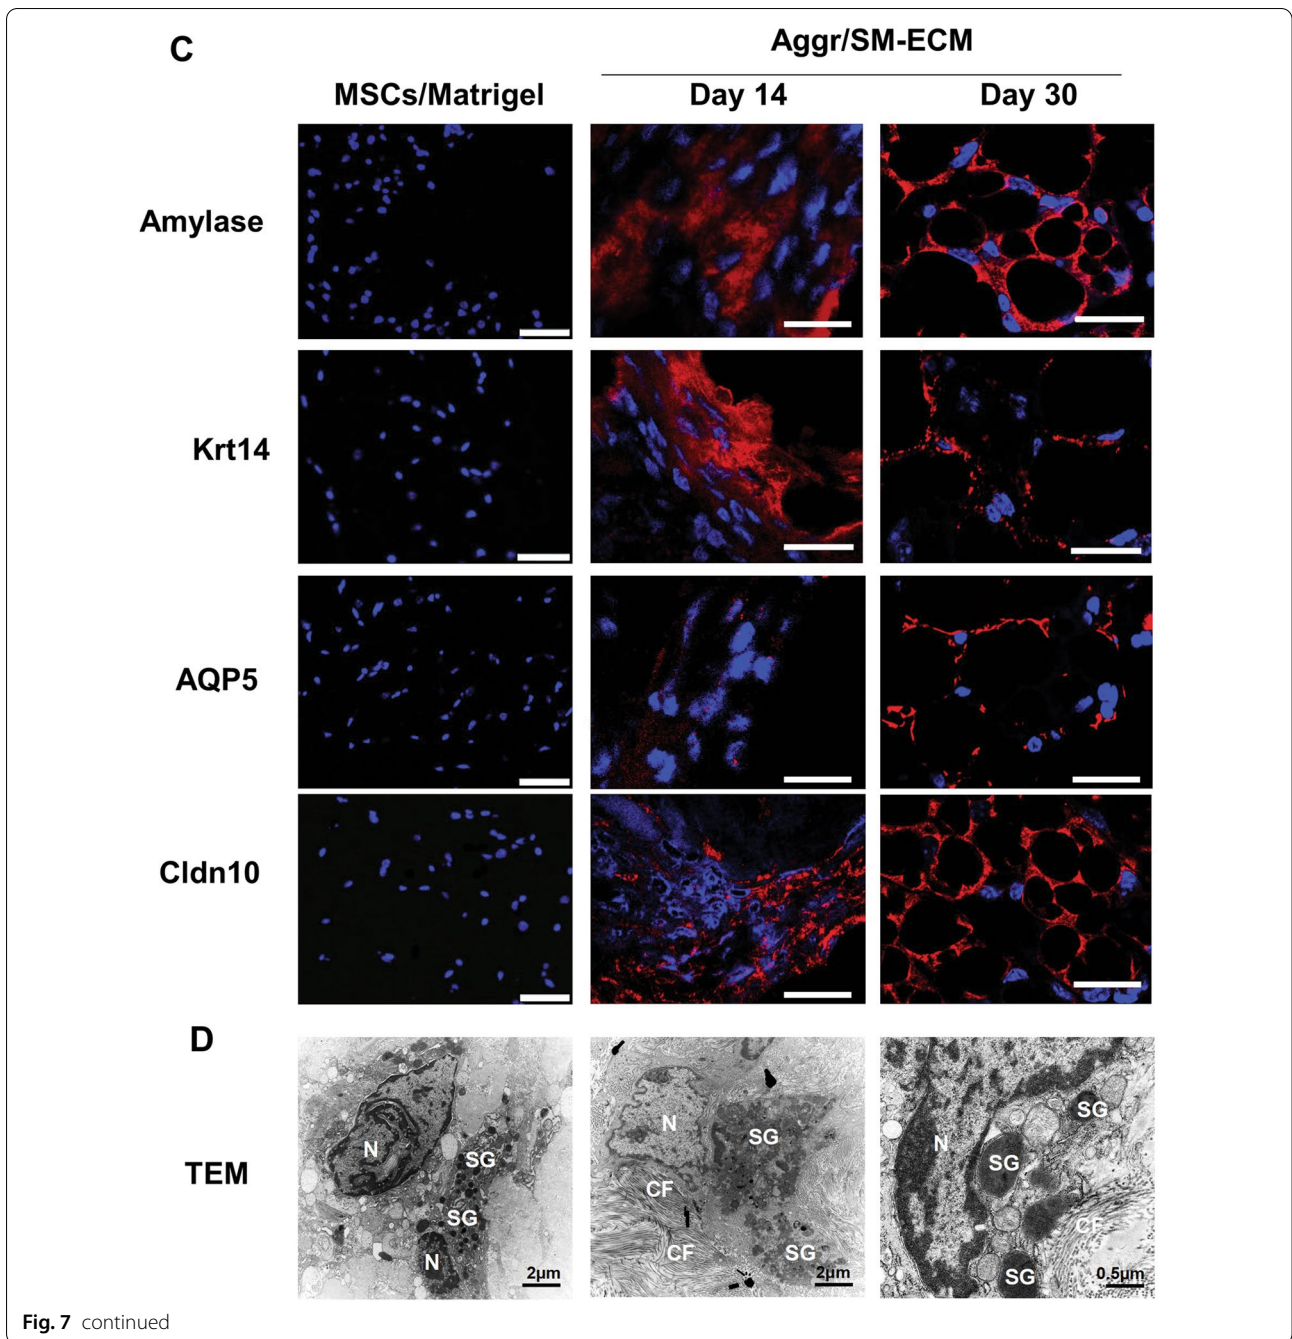 C
Aggr/SM-ECM
MSCs/Matrigel Day 14 Day 30
Amylase
Krt14
AQP5
Cldn10
D
TEM
N SG SG N 2μm
N SG CF CF SG 2μm
N SG SG CF SG 0.5μm
Fig. 7 continued